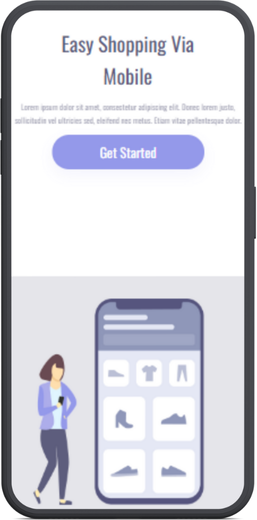 Easy Shopping Via
Mobile
Lorem ipsum dolor sit amet, consectetur adipiscing elit. Donec lorem justo,
sollicitudin vel ultricies sed, eleifend nec metus. Etiam vitae pellentesque dolor.
Get Started